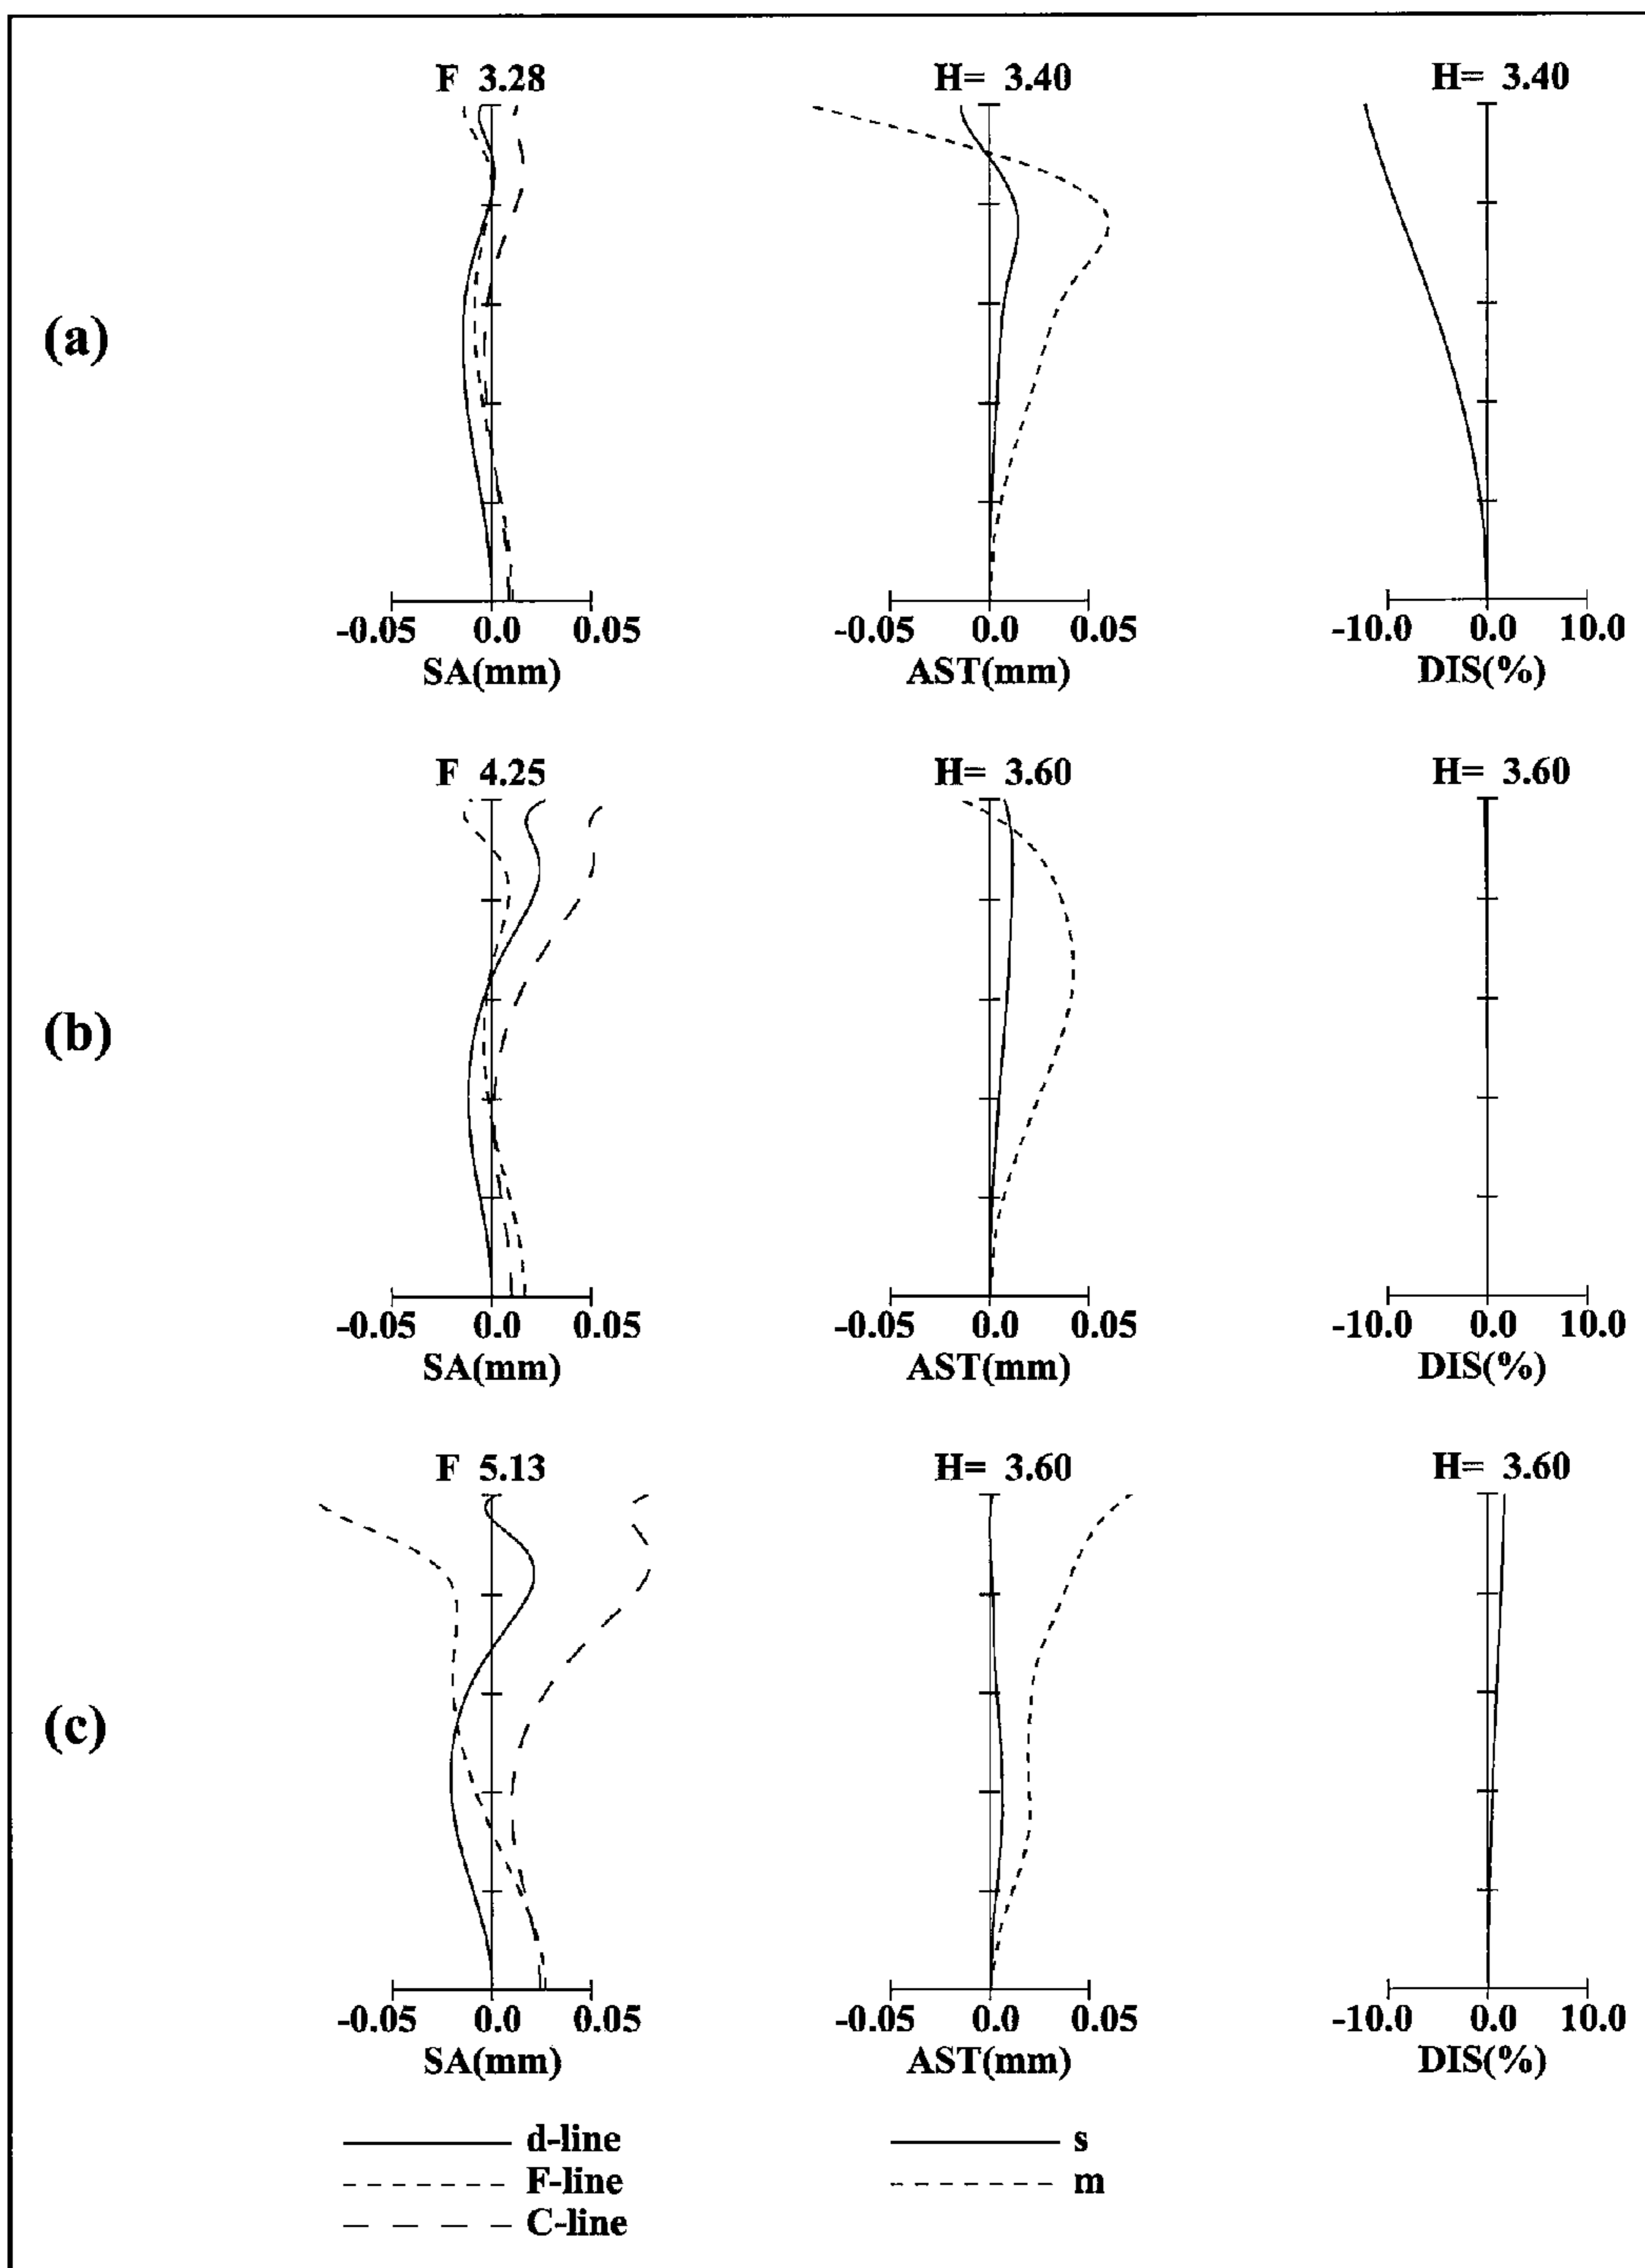 F 3.28 H= 3.40 H= 3.40
(a)
-0.05 0.0 0.05 -0.05 0.0 0.05 -10.0 0.0 10.0
SA(mm) AST(mm) DIS(%)
F 4.25 H= 3.60 H= 3.60
(b)
-0.05 0.0 0.05 -0.05 0.0 0.05 -10.0 0.0 10.0
SA(mm) AST(mm) DIS(%)
F 5.13 H= 3.60 H= 3.60
(c)
-0.05 0.0 0.05 -0.05 0.0 0.05 -10.0 0.0 10.0
SA(mm) AST(mm) DIS(%)
d-line s
F-line m
C-line